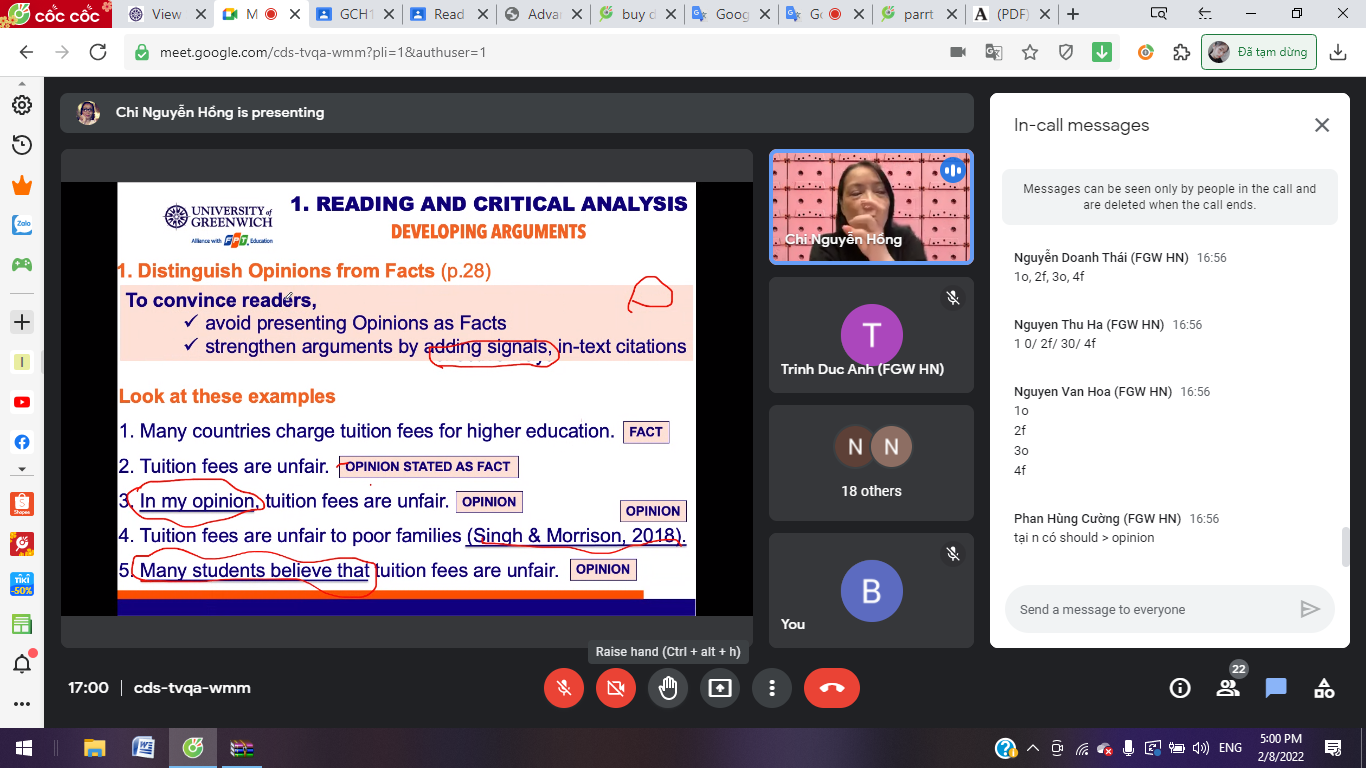 CỐC CỐC
View
M
GCH1
Read
Adva
buy d
Goog
Go
parrt
(PDF)
meet.google.com/cds-tvqa-wmm?pli=1&authuser=1
Đã tạm dừng
Chi Nguyễn Hồng is presenting
UNIVERSITY of
GREENWICH
Alliance with FPT Education
1. READING AND CRITICAL ANALYSIS
DEVELOPING ARGUMENTS
1. Distinguish Opinions from Facts (p.28)
To convince readers,
✓ avoid presenting Opinions as Facts
✓ strengthen arguments by adding signals, in-text citations
Look at these examples
1. Many countries charge tuition fees for higher education. FACT
2. Tuition fees are unfair. OPINION STATED AS FACT
3. In my opinion, tuition fees are unfair. OPINION
OPINION
4. Tuition fees are unfair to poor families (Singh & Morrison, 2018).
5. Many students believe that tuition fees are unfair. OPINION
Chi Nguyễn Hồng
T
Trinh Duc Anh (FGW HN)
N N
18 others
B
You
In-call messages
Messages can be seen only by people in the call and
are deleted when the call ends.
Nguyễn Doanh Thái (FGW HN) 16:56
1o, 2f, 3o, 4f
Nguyen Thu Ha (FGW HN) 16:56
1 0/ 2f/ 30/ 4f
Nguyen Van Hoa (FGW HN) 16:56
1o
2f
3o
4f
Phan Hùng Cường (FGW HN) 16:56
tại n có should > opinion
Send a message to everyone
Raise hand (Ctrl + alt + h)
17:00 | cds-tvqa-wmm
22
Zalo
I
TIKI
-50%
ENG
5:00 PM
2/8/2022